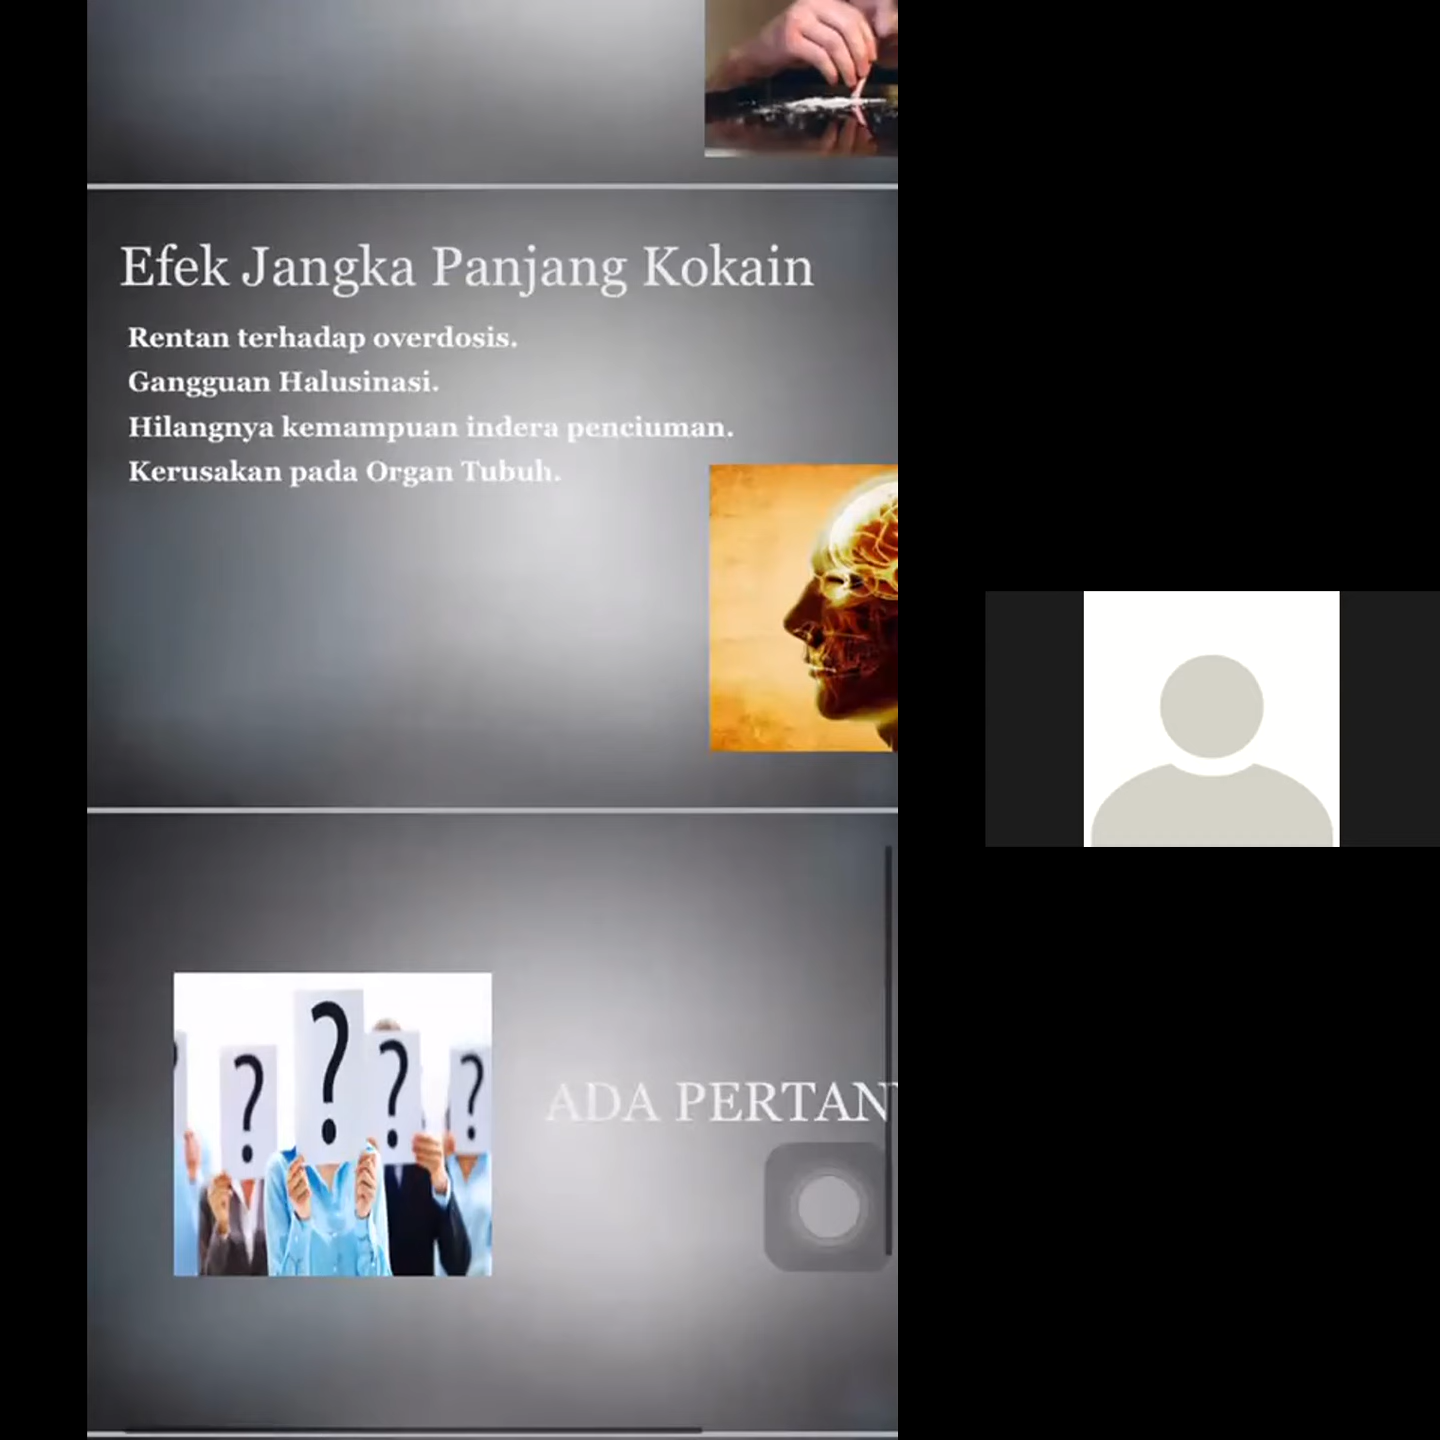 Efek Jangka Panjang Kokain
Rentan terhadap overdosis.
Gangguan Halusinasi.
Hilangnya kemampuan indera penciuman.
Kerusakan pada Organ Tubuh.
? ? ? ?
ADA PERTAN